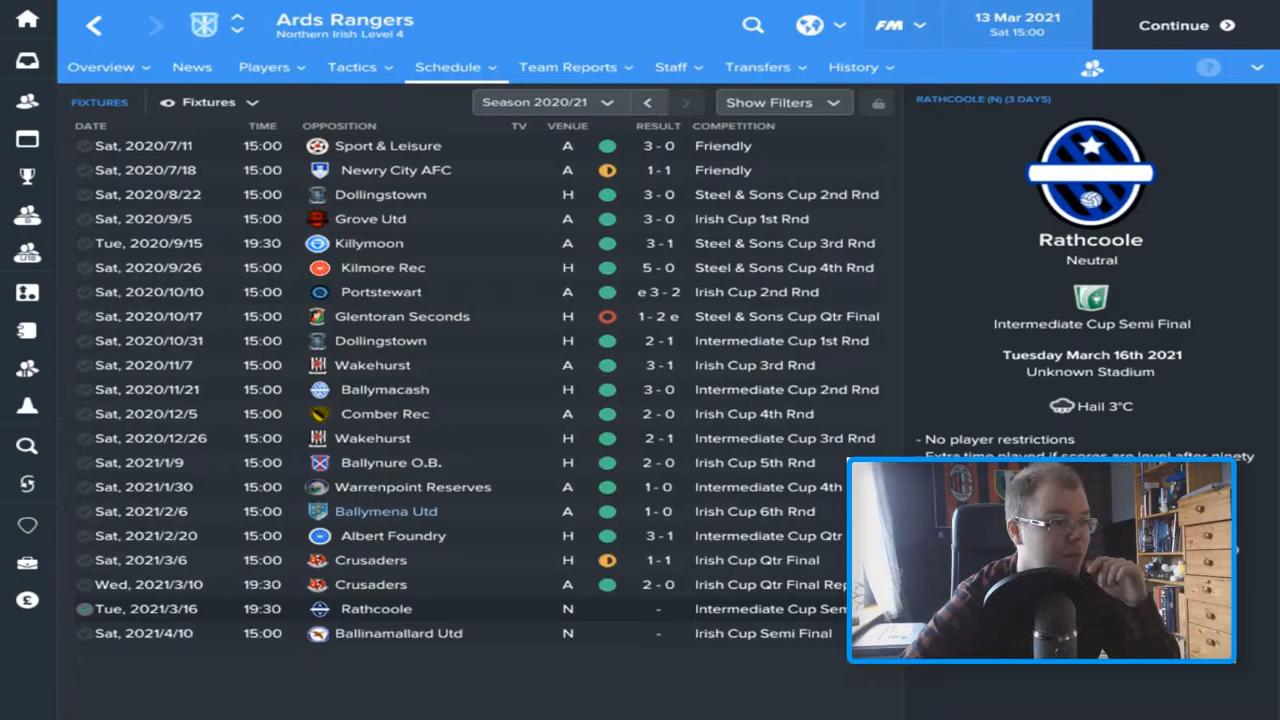 Ards Rangers
Northern Irish Level 4
FM
13 Mar 2021
Sat 15:00
Continue
Overview News Players Tactics Schedule Team Reports Staff Transfers History ?
FIXTURES Fixtures Season 2020/21 Show Filters
DATE TIME OPPOSITION TV VENUE RESULT COMPETITION
Sat, 2020/7/11 15:00 Sport & Leisure A 3 - 0 Friendly
Sat, 2020/7/18 15:00 Newry City AFC A 1 - 1 Friendly
Sat, 2020/8/22 15:00 Dollingstown H 3 - 0 Steel & Sons Cup 2nd Rnd
Sat, 2020/9/5 15:00 Grove Utd A 3 - 0 Irish Cup 1st Rnd
Tue, 2020/9/15 19:30 Killymoon A 3 - 1 Steel & Sons Cup 3rd Rnd
Sat, 2020/9/26 15:00 Kilmore Rec H 5 - 0 Steel & Sons Cup 4th Rnd
Sat, 2020/10/10 15:00 Portstewart A e 3 - 2 Irish Cup 2nd Rnd
Sat, 2020/10/17 15:00 Glentoran Seconds H 1 - 2 e Steel & Sons Cup Qtr Final
Sat, 2020/10/31 15:00 Dollingstown H 2 - 1 Intermediate Cup 1st Rnd
Sat, 2020/11/7 15:00 Wakehurst A 3 - 1 Irish Cup 3rd Rnd
Sat, 2020/11/21 15:00 Ballymacash H 3 - 0 Intermediate Cup 2nd Rnd
Sat, 2020/12/5 15:00 Comber Rec A 2 - 0 Irish Cup 4th Rnd
Sat, 2020/12/26 15:00 Wakehurst H 2 - 1 Intermediate Cup 3rd Rnd
Sat, 2021/1/9 15:00 Ballynure O.B. H 2 - 0 Irish Cup 5th Rnd
Sat, 2021/1/30 15:00 Warrenpoint Reserves A 1 - 0 Intermediate Cup 4th
Sat, 2021/2/6 15:00 Ballymena Utd A 1 - 0 Irish Cup 6th Rnd
Sat, 2021/2/20 15:00 Albert Foundry H 3 - 1 Intermediate Cup Qtr
Sat, 2021/3/6 15:00 Crusaders H 1 - 1 Irish Cup Qtr Final
Wed, 2021/3/10 19:30 Crusaders A 2 - 0 Irish Cup Qtr Final Rep
Tue, 2021/3/16 19:30 Rathcoole N - Intermediate Cup Sem
Sat, 2021/4/10 15:00 Ballinamallard Utd N - Irish Cup Semi Final
RATHCOOLE (N) (3 DAYS)
Rathcoole
Neutral
Intermediate Cup Semi Final
Tuesday March 16th 2021
Unknown Stadium
Hail 3°C
- No player restrictions
- Extra time played if scores are level after ninety
U18